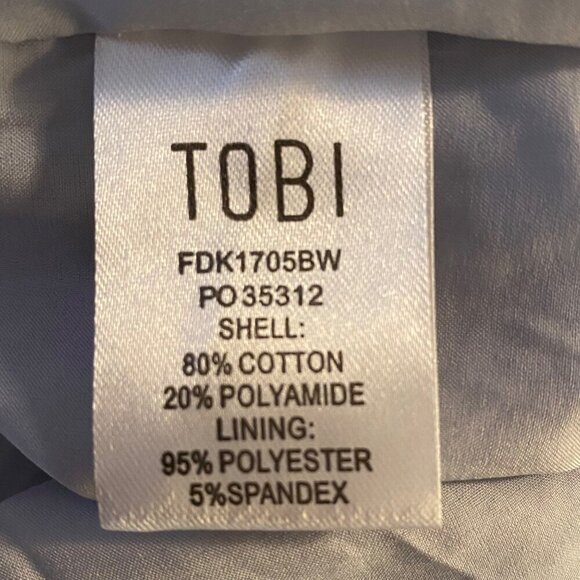 TOBI
FDK1705BW
PO 35312
SHELL:
80% COTTON
20% POLYAMIDE
LINING:
95% POLYESTER
5%SPANDEX